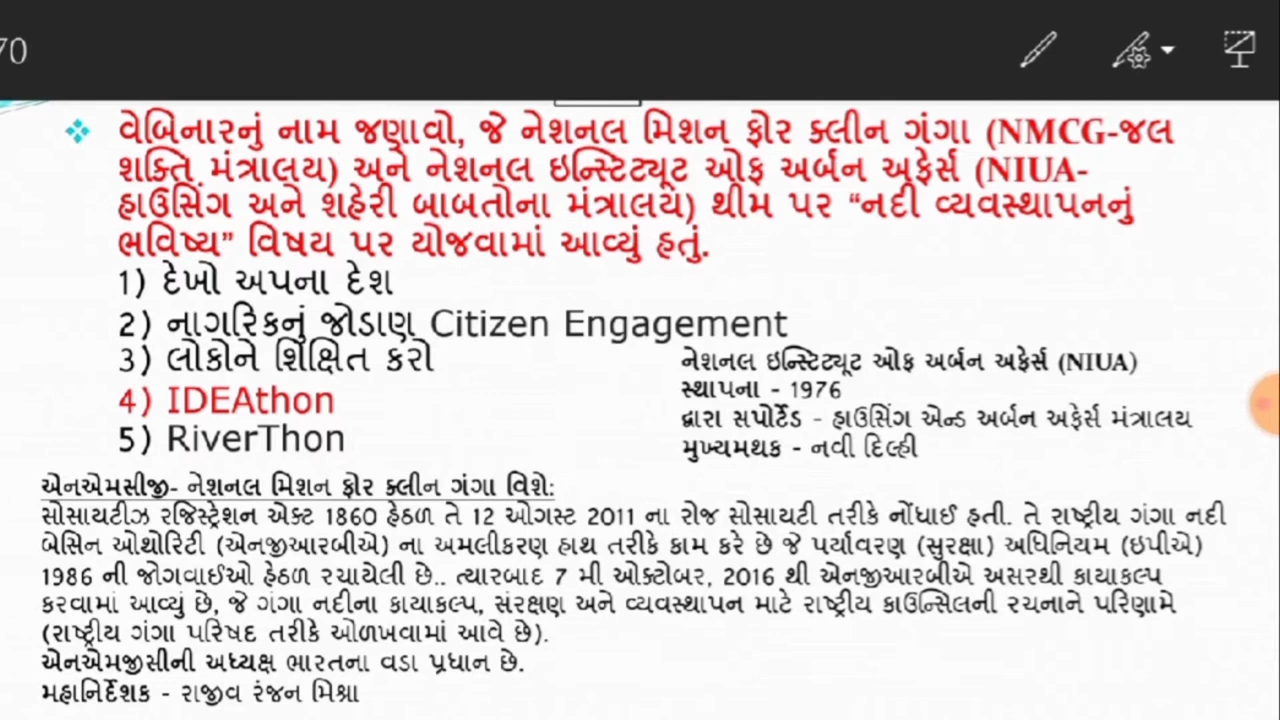 70
❖ વેબિનારનું નામ જણાવો, જે નેશનલ મિશન ફોર ક્લીન ગંગા (NMCG-જલ
શક્તિ મંત્રાલય) અને નેશનલ ઇન્સ્ટિટ્યૂટ ઓફ અર્બન અફેર્સ (NIUA-
હાઉસિંગ અને શહેરી બાબતોના મંત્રાલય) થીમ પર “નદી વ્યવસ્થાપનનું
ભવિષ્ય” વિષય પર યોજવામાં આવ્યું હતું.
1) દેખો અપના દેશ
2) નાગરિકનું જોડાણ Citizen Engagement
3) લોકોને શિક્ષિત કરો
4) IDEAthon
5) RiverThon
નેશનલ ઇન્સ્ટિટ્યૂટ ઓફ અર્બન અફેર્સ (NIUA)
સ્થાપના - 1976
દ્વારા સપોર્ટેડ - હાઉસિંગ એન્ડ અર્બન અફેર્સ મંત્રાલય
મુખ્યમથક - નવી દિલ્હી
એનએમસીજી- નેશનલ મિશન ફોર ક્લીન ગંગા વિશે:
સોસાયટીઝ રજિસ્ટ્રેશન એક્ટ 1860 હેઠળ તે 12 ઓગસ્ટ 2011 ના રોજ સોસાયટી તરીકે નોંધાઈ હતી. તે રાષ્ટ્રીય ગંગા નદી
બેસિન ઓથોરિટી (એનજીઆરબીએ) ના અમલીકરણ હાથ તરીકે કામ કરે છે જે પર્યાવરણ (સુરક્ષા) અધિનિયમ (ઇપીએ)
1986 ની જોગવાઈઓ હેઠળ રચાયેલી છે.. ત્યારબાદ 7 મી ઓક્ટોબર, 2016 થી એનજીઆરબીએ અસરથી કાયાકલ્પ
કરવામાં આવ્યું છે, જે ગંગા નદીના કાયાકલ્પ, સંરક્ષણ અને વ્યવસ્થાપન માટે રાષ્ટ્રીય કાઉન્સિલની રચનાને પરિણામે
(રાષ્ટ્રીય ગંગા પરિષદ તરીકે ઓળખવામાં આવે છે).
એનએમજીસીની અધ્યક્ષ ભારતના વડા પ્રધાન છે.
મહાનિર્દેશક - રાજીવ રંજન મિશ્રા